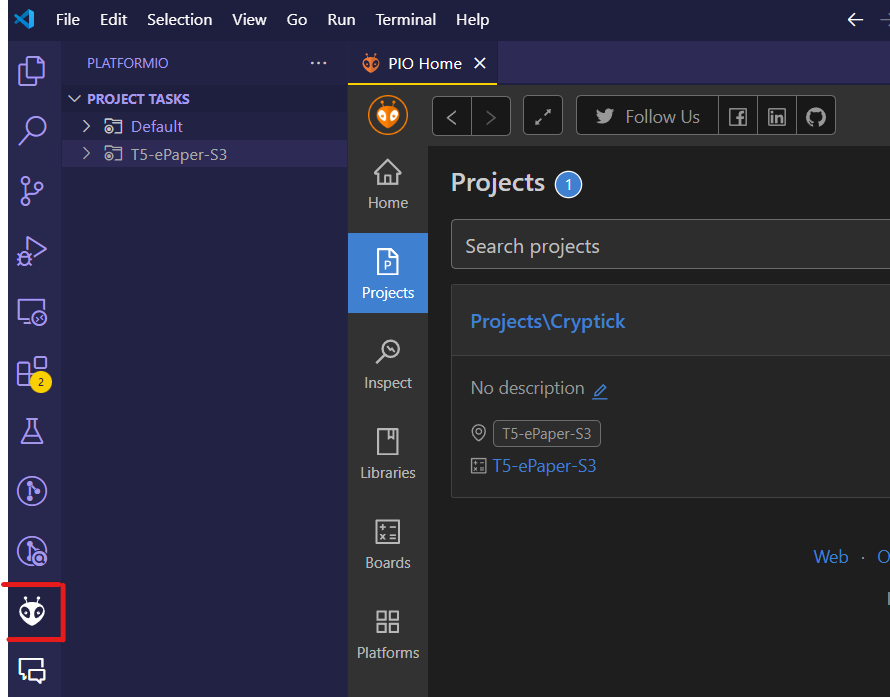 File Edit Selection View Go Run Terminal Help
PLATFORMIO
PIO Home
PROJECT TASKS
Default
T5-ePaper-S3
Follow Us
Home
Projects
Inspect
Libraries
Boards
Platforms
Projects 1
Search projects
Projects\Cryptick
No description
T5-ePaper-S3
T5-ePaper-S3
Web ·
2